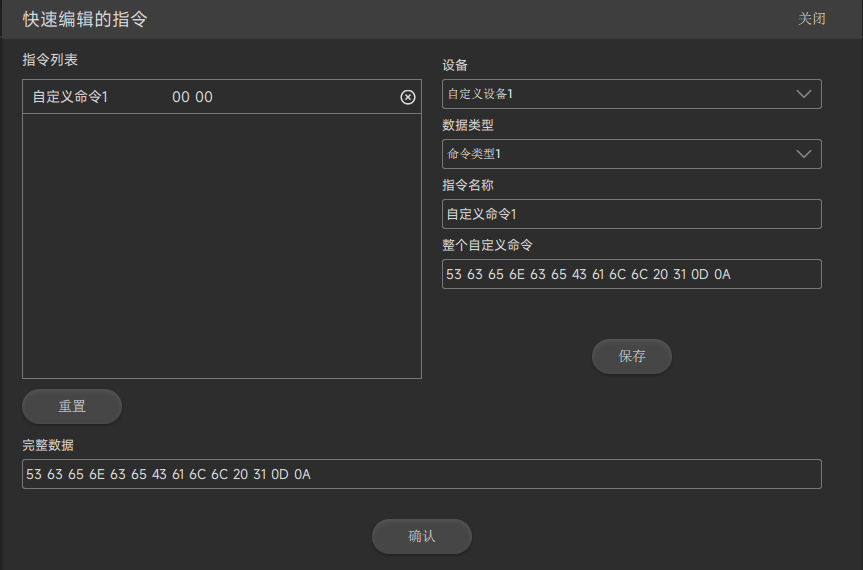 快速编辑的指令
关闭
指令列表
自定义命令1 00 00
设备
自定义设备1
数据类型
命令类型1
指令名称
自定义命令1
整个自定义命令
53 63 65 6E 63 65 43 61 6C 6C 20 31 0D 0A
保存
重置
完整数据
53 63 65 6E 63 65 43 61 6C 6C 20 31 0D 0A
确认